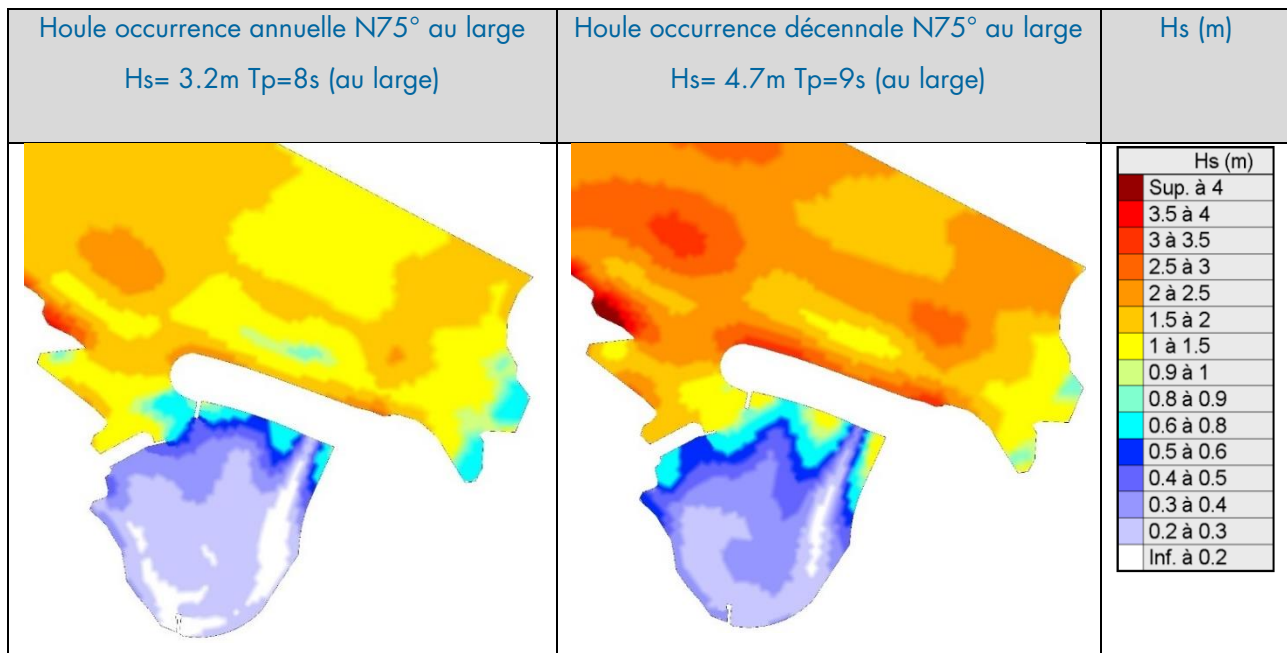 Houle occurrence annuelle N75° au large
Hs= 3.2m Tp=8s (au large)
Houle occurrence décennale N75° au large
Hs= 4.7m Tp=9s (au large)
Hs (m)
Hs (m)
Sup. à 4
3.5 à 4
3 à 3.5
2.5 à 3
2 à 2.5
1.5 à 2
1 à 1.5
0.9 à 1
0.8 à 0.9
0.6 à 0.8
0.5 à 0.6
0.4 à 0.5
0.3 à 0.4
0.2 à 0.3
Inf. à 0.2